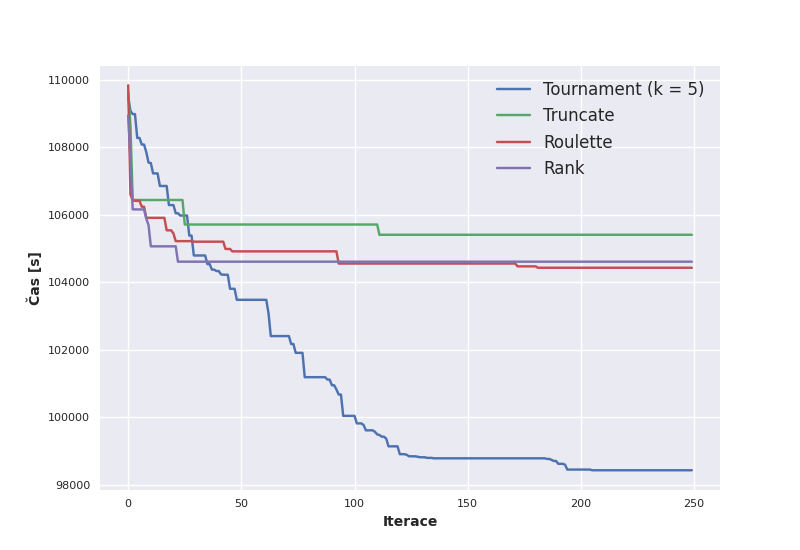 110000
108000
106000
104000
102000
100000
98000
Čas [s]
Tournament (k = 5)
Truncate
Roulette
Rank
0 50 100 150 200 250
Iterace